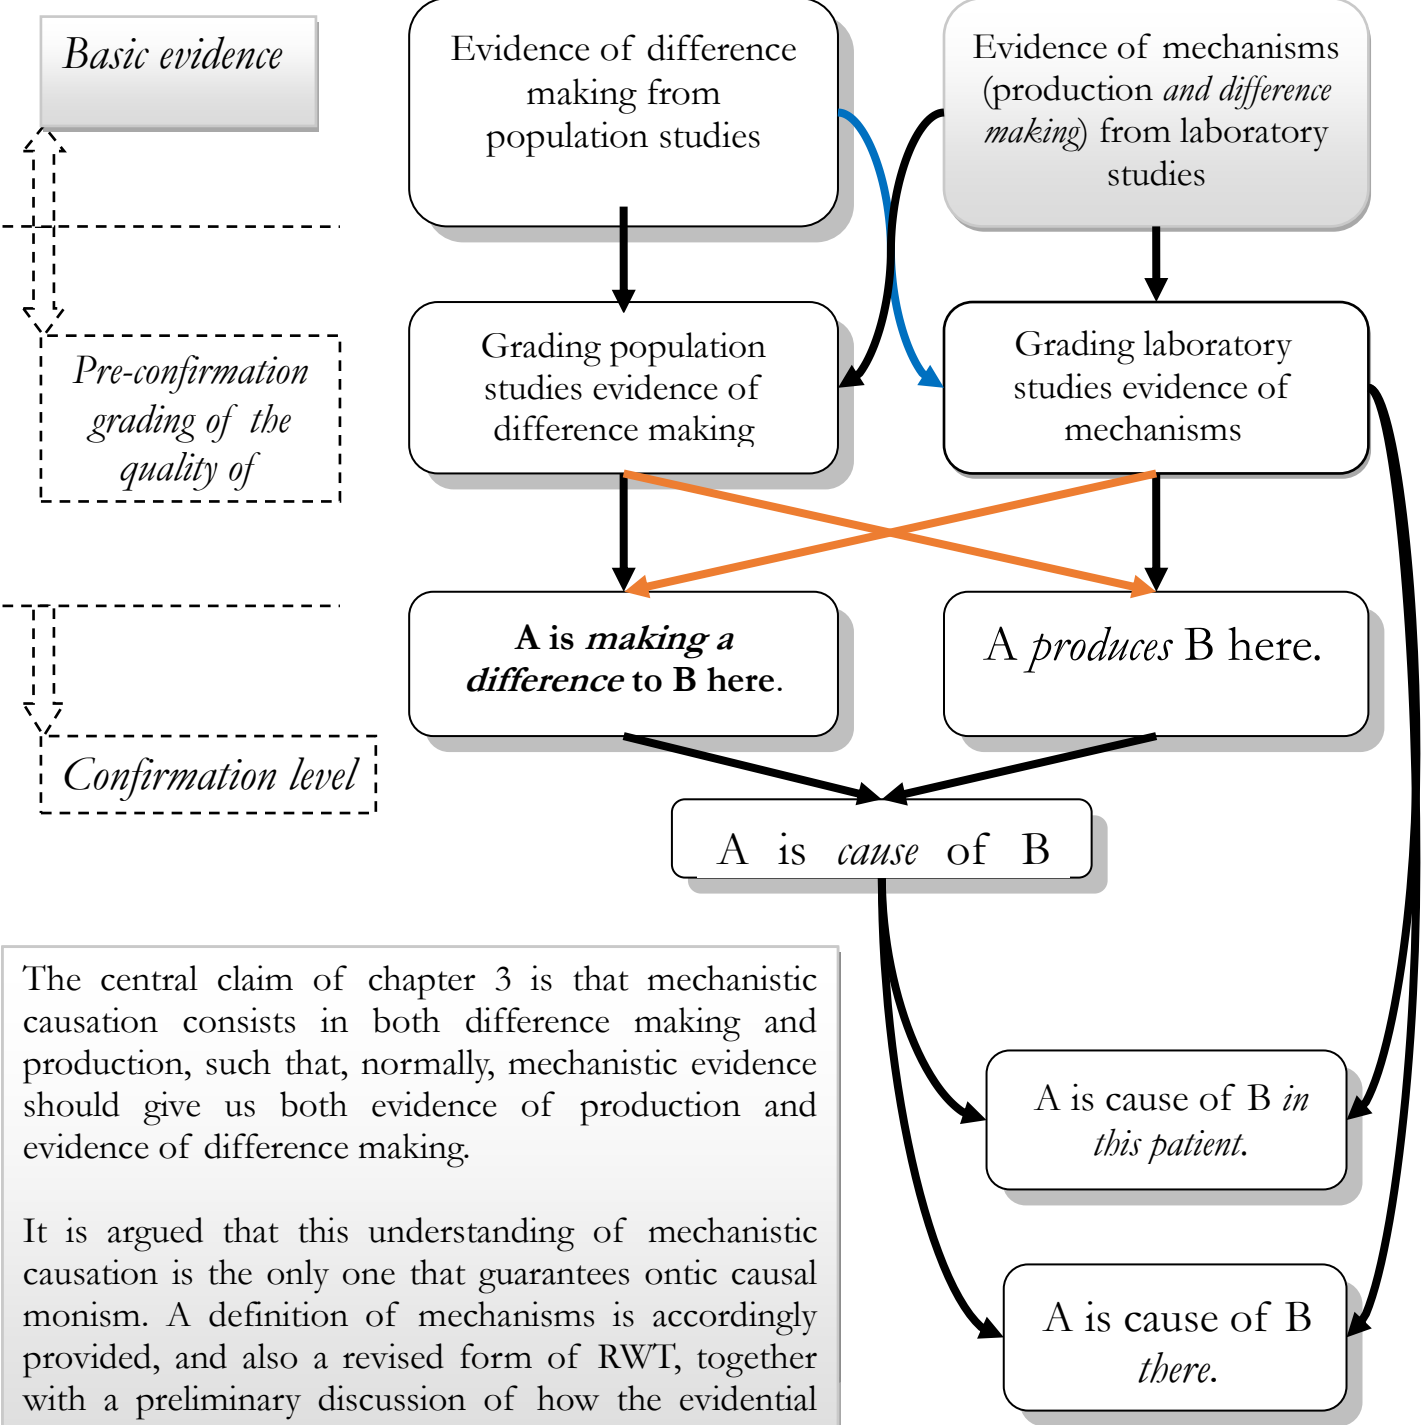 Basic evidence
Evidence of difference
making from
population studies
Evidence of mechanisms
(production and difference
making) from laboratory
studies
Pre-confirmation
grading of the
quality of
Grading population
studies evidence of
difference making
Grading laboratory
studies evidence of
mechanisms
A is making a
difference to B here.
A produces B here.
Confirmation level
A is cause of B
The central claim of chapter 3 is that mechanistic
causation consists in both difference making and
production, such that, normally, mechanistic evidence
should give us both evidence of production and
evidence of difference making.
It is argued that this understanding of mechanistic
causation is the only one that guarantees ontic causal
monism. A definition of mechanisms is accordingly
provided, and also a revised form of RWT, together
with a preliminary discussion of how the evidential
A is cause of B in
this patient.
A is cause of B
there.